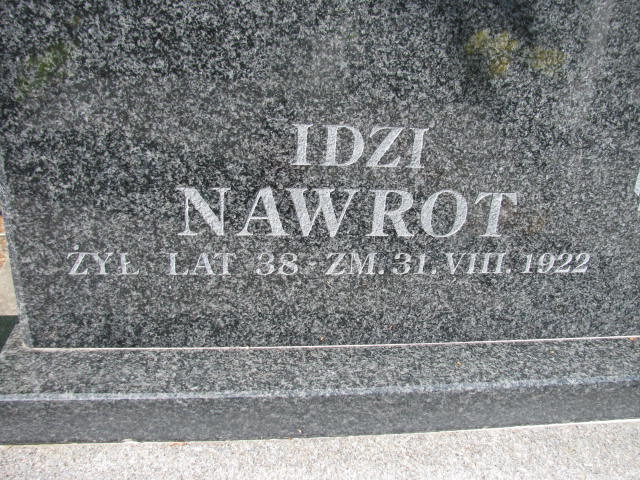 IDZI
NAWROT
ŻYŁ LAT 38 - ZM. 31. VIII. 1922